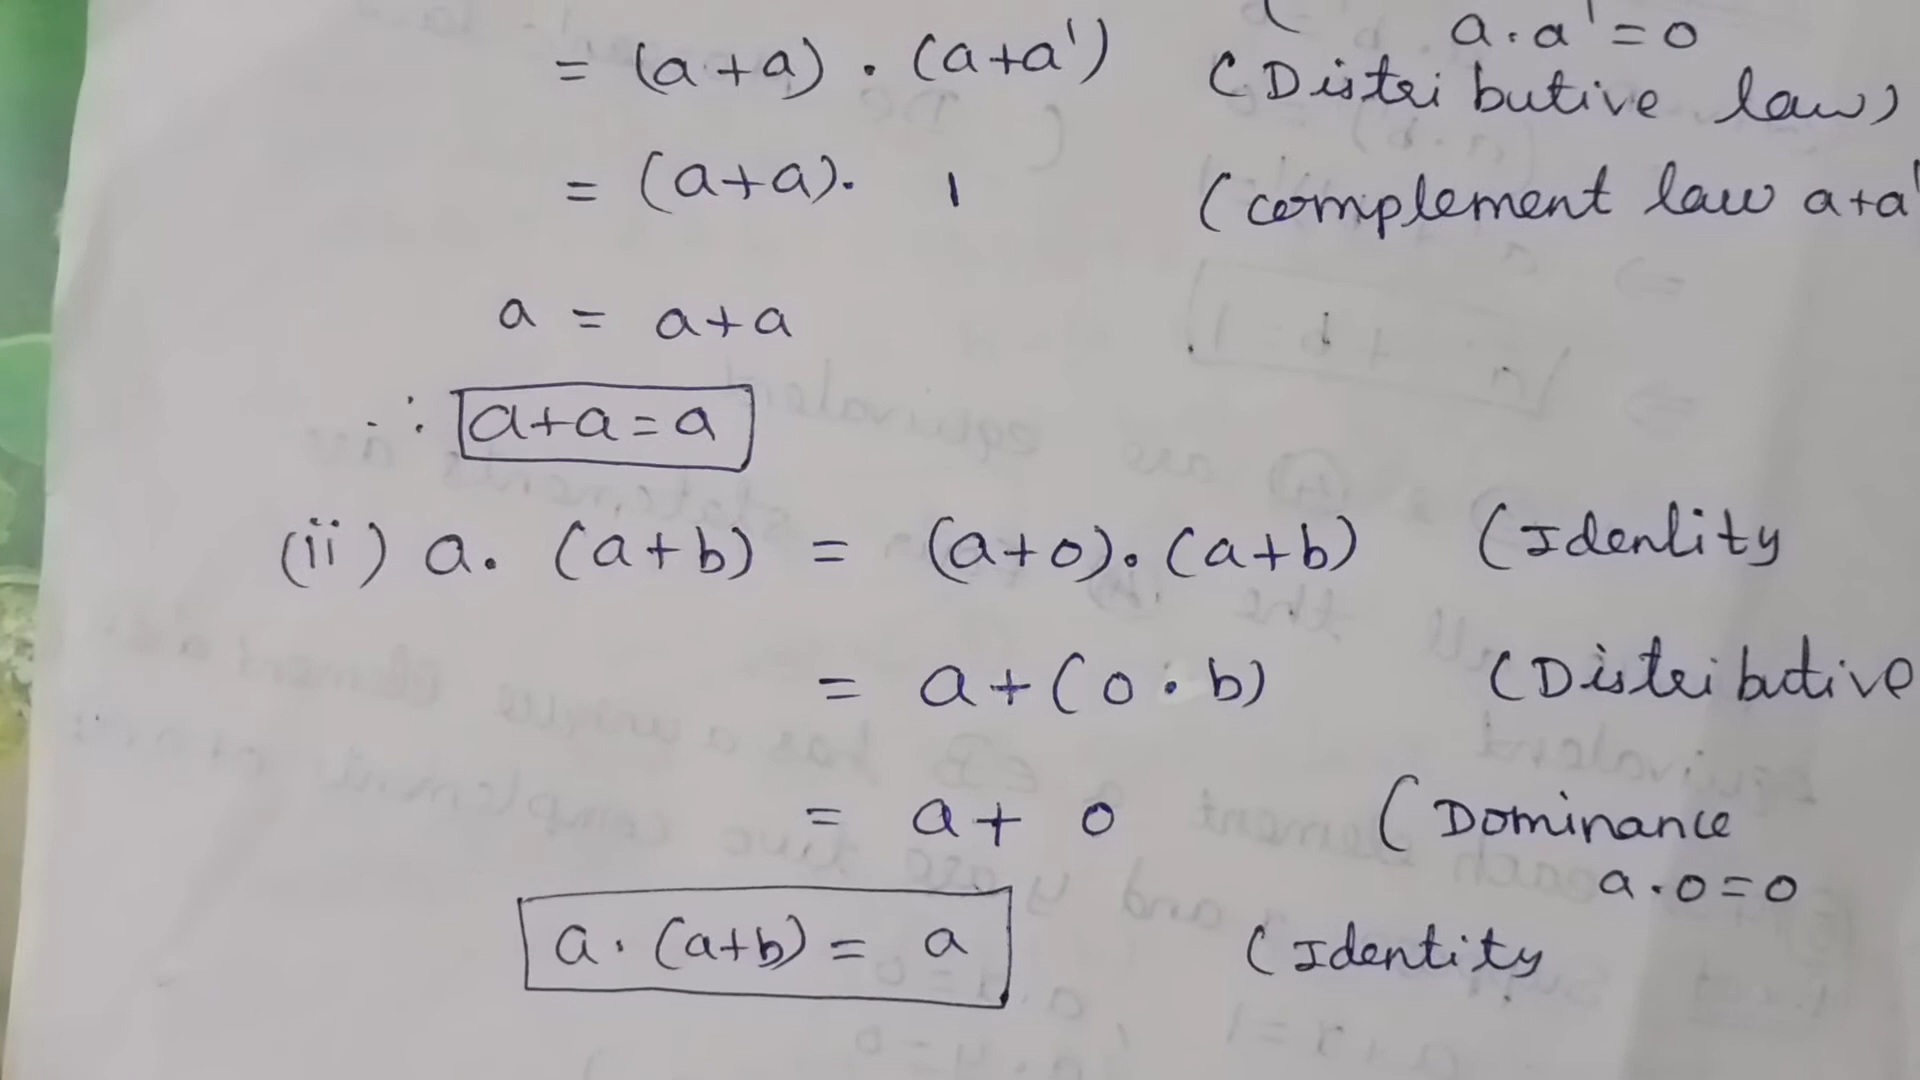 a.a'=0
= (a+a) . (a+a') (Distributive law)
= (a+a). 1 (complement law a+a'
a = a+a
∴ a+a=a
(ii) a. (a+b) = (a+0).(a+b) (Identity
= a+(0.b) (Distributive
= a+ 0 (Dominance
a.0=0
a. (a+b) = a (Identity